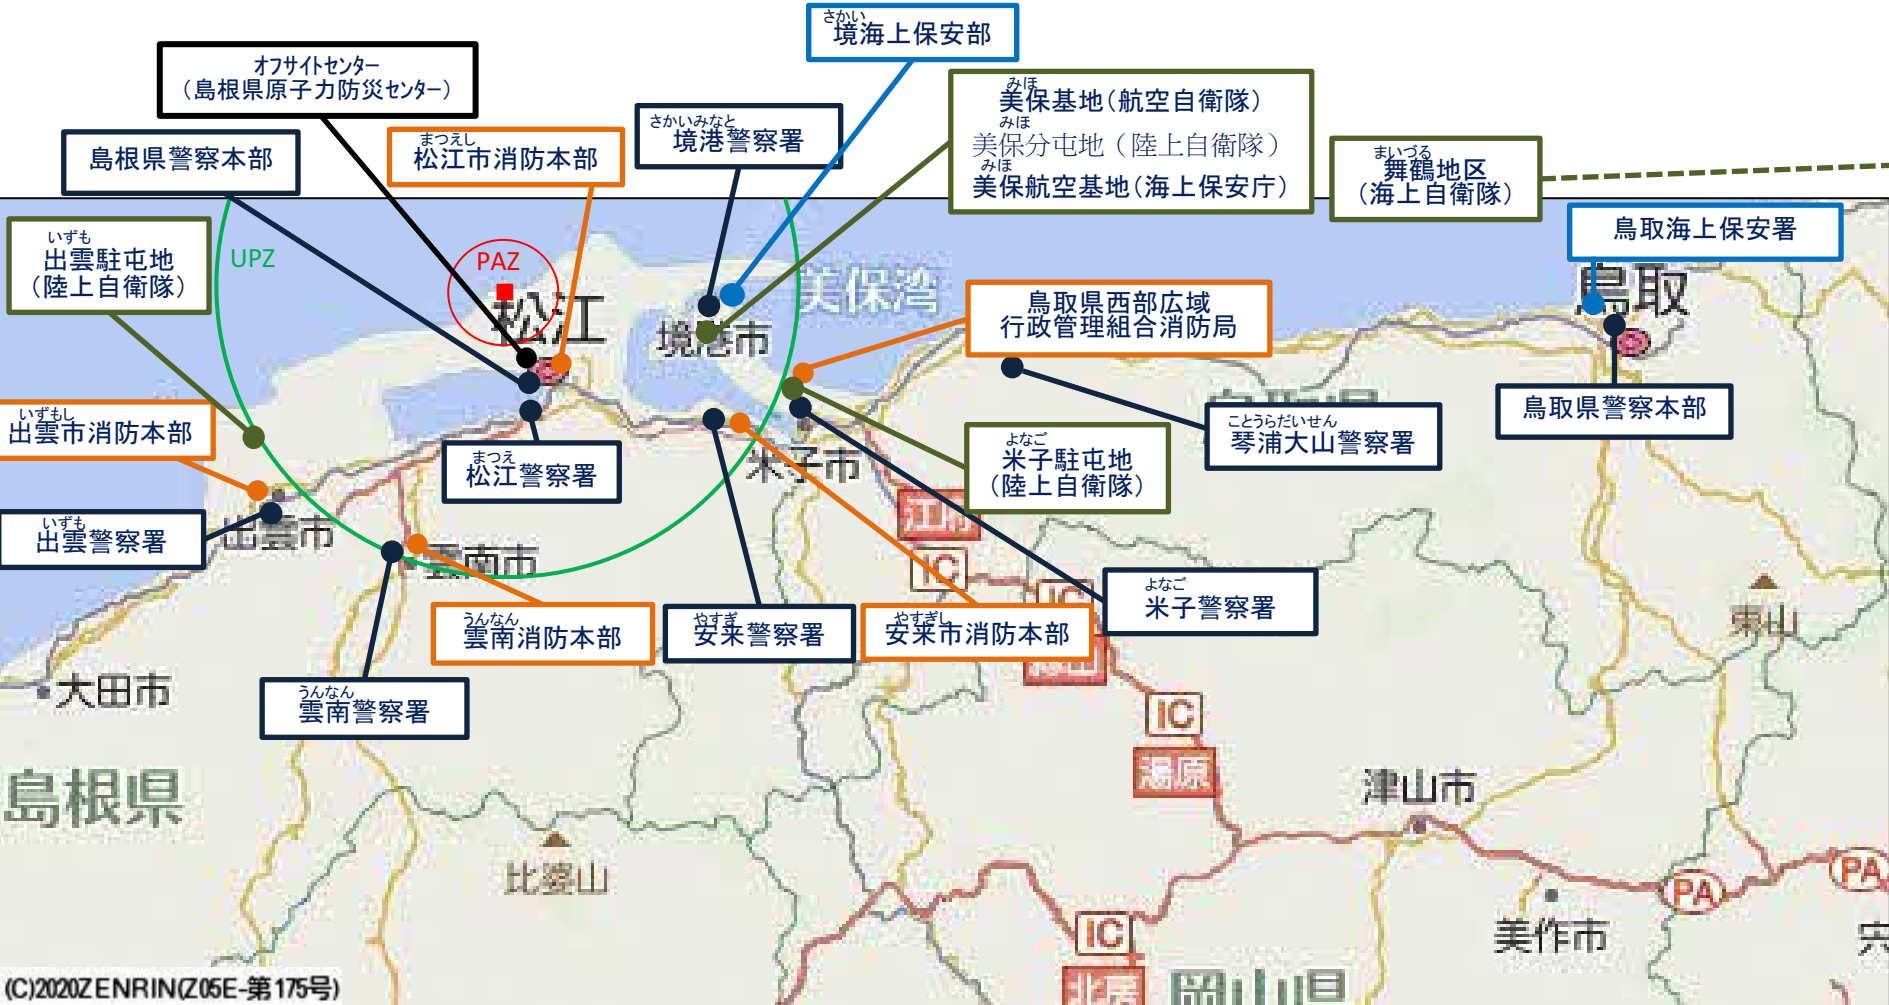 さかい
境海上保安部
オフサイトセンター
（島根県原子力防災センター）
みほ
美保基地（航空自衛隊）
みほ
美保分屯地（陸上自衛隊）
みほ
美保航空基地（海上保安庁）
さかいみなと
境港警察署
まつえし
松江市消防本部
島根県警察本部
まいづる
舞鶴地区
（海上自衛隊）
鳥取海上保安署
いずも
出雲駐屯地
（陸上自衛隊）
UPZ
PAZ
松江
美保湾
鳥取
境港市
鳥取県西部広域
行政管理組合消防局
鳥取県警察本部
いずもし
出雲市消防本部
まつえ
松江警察署
よなご
米子駐屯地
（陸上自衛隊）
ことうらだいせん
琴浦大山警察署
米子市
いずも
出雲警察署
出雲市
雲南市
江府
IC
IC
よなご
米子警察署
うんなん
雲南消防本部
やすぎ
安来警察署
やすぎし
安来市消防本部
うんなん
雲南警察署
大田市
IC
湯原
島根県
津山市
比婆山
PA
PA
美作市
IC
岡山県
(C)2020ZENRIN(Z05E-第175号)